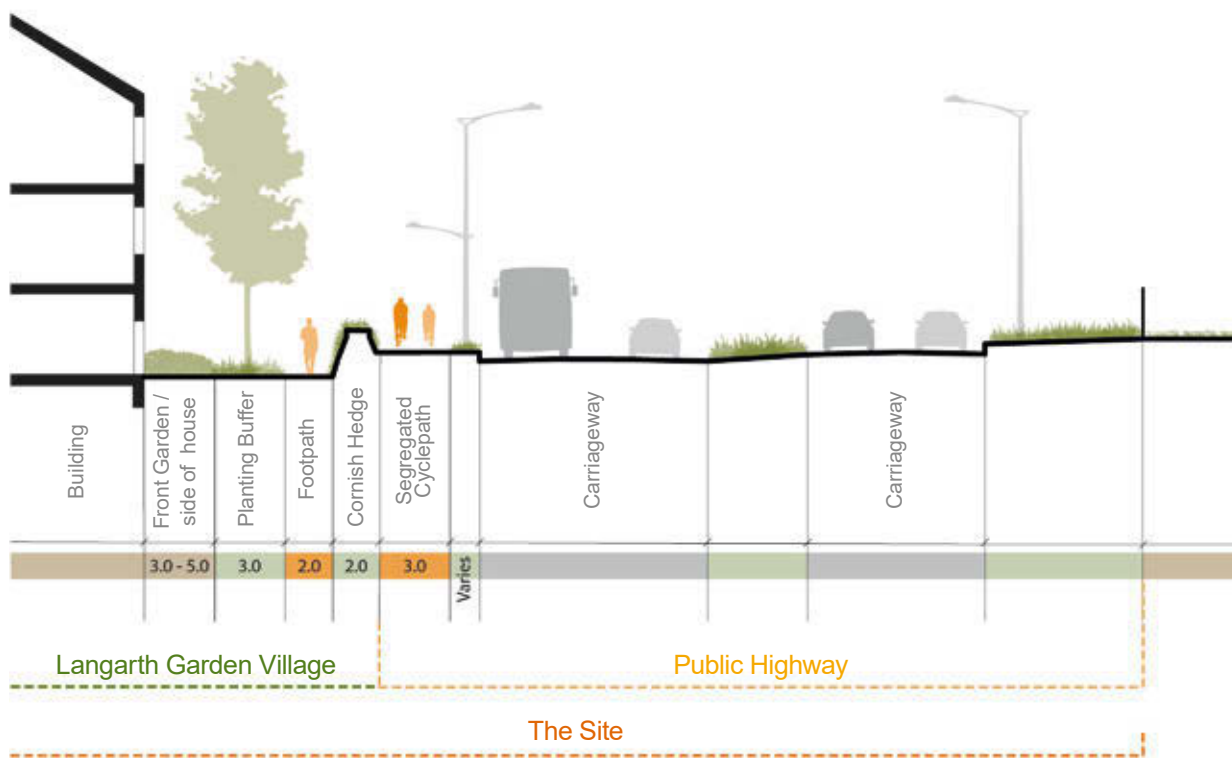 Building
Front Garden /
side of house
Planting Buffer
Footpath
Cornish Hedge
Segregated
Cyclepath
Carriageway
Carriageway
3.0 - 5.0
3.0
2.0
2.0
3.0
Varies
Langarth Garden Village
Public Highway
The Site